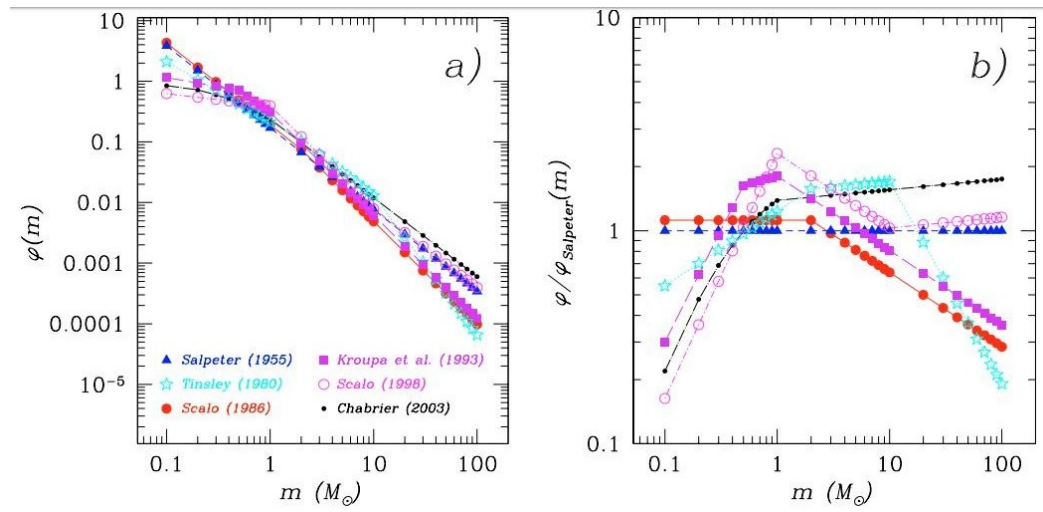 a)
10
1
0.1
0.01
0.001
0.0001
10⁻⁵
φ(m)
Salpeter (1955)
Tinsley (1980)
Scalo (1986)
Kroupa et al. (1993)
Scalo (1998)
Chabrier (2003)
0.1 1 10 100
m (M⊙)
b)
10
1
0.1
φ/φSalpeter(m)
0.1 1 10 100
m (M⊙)